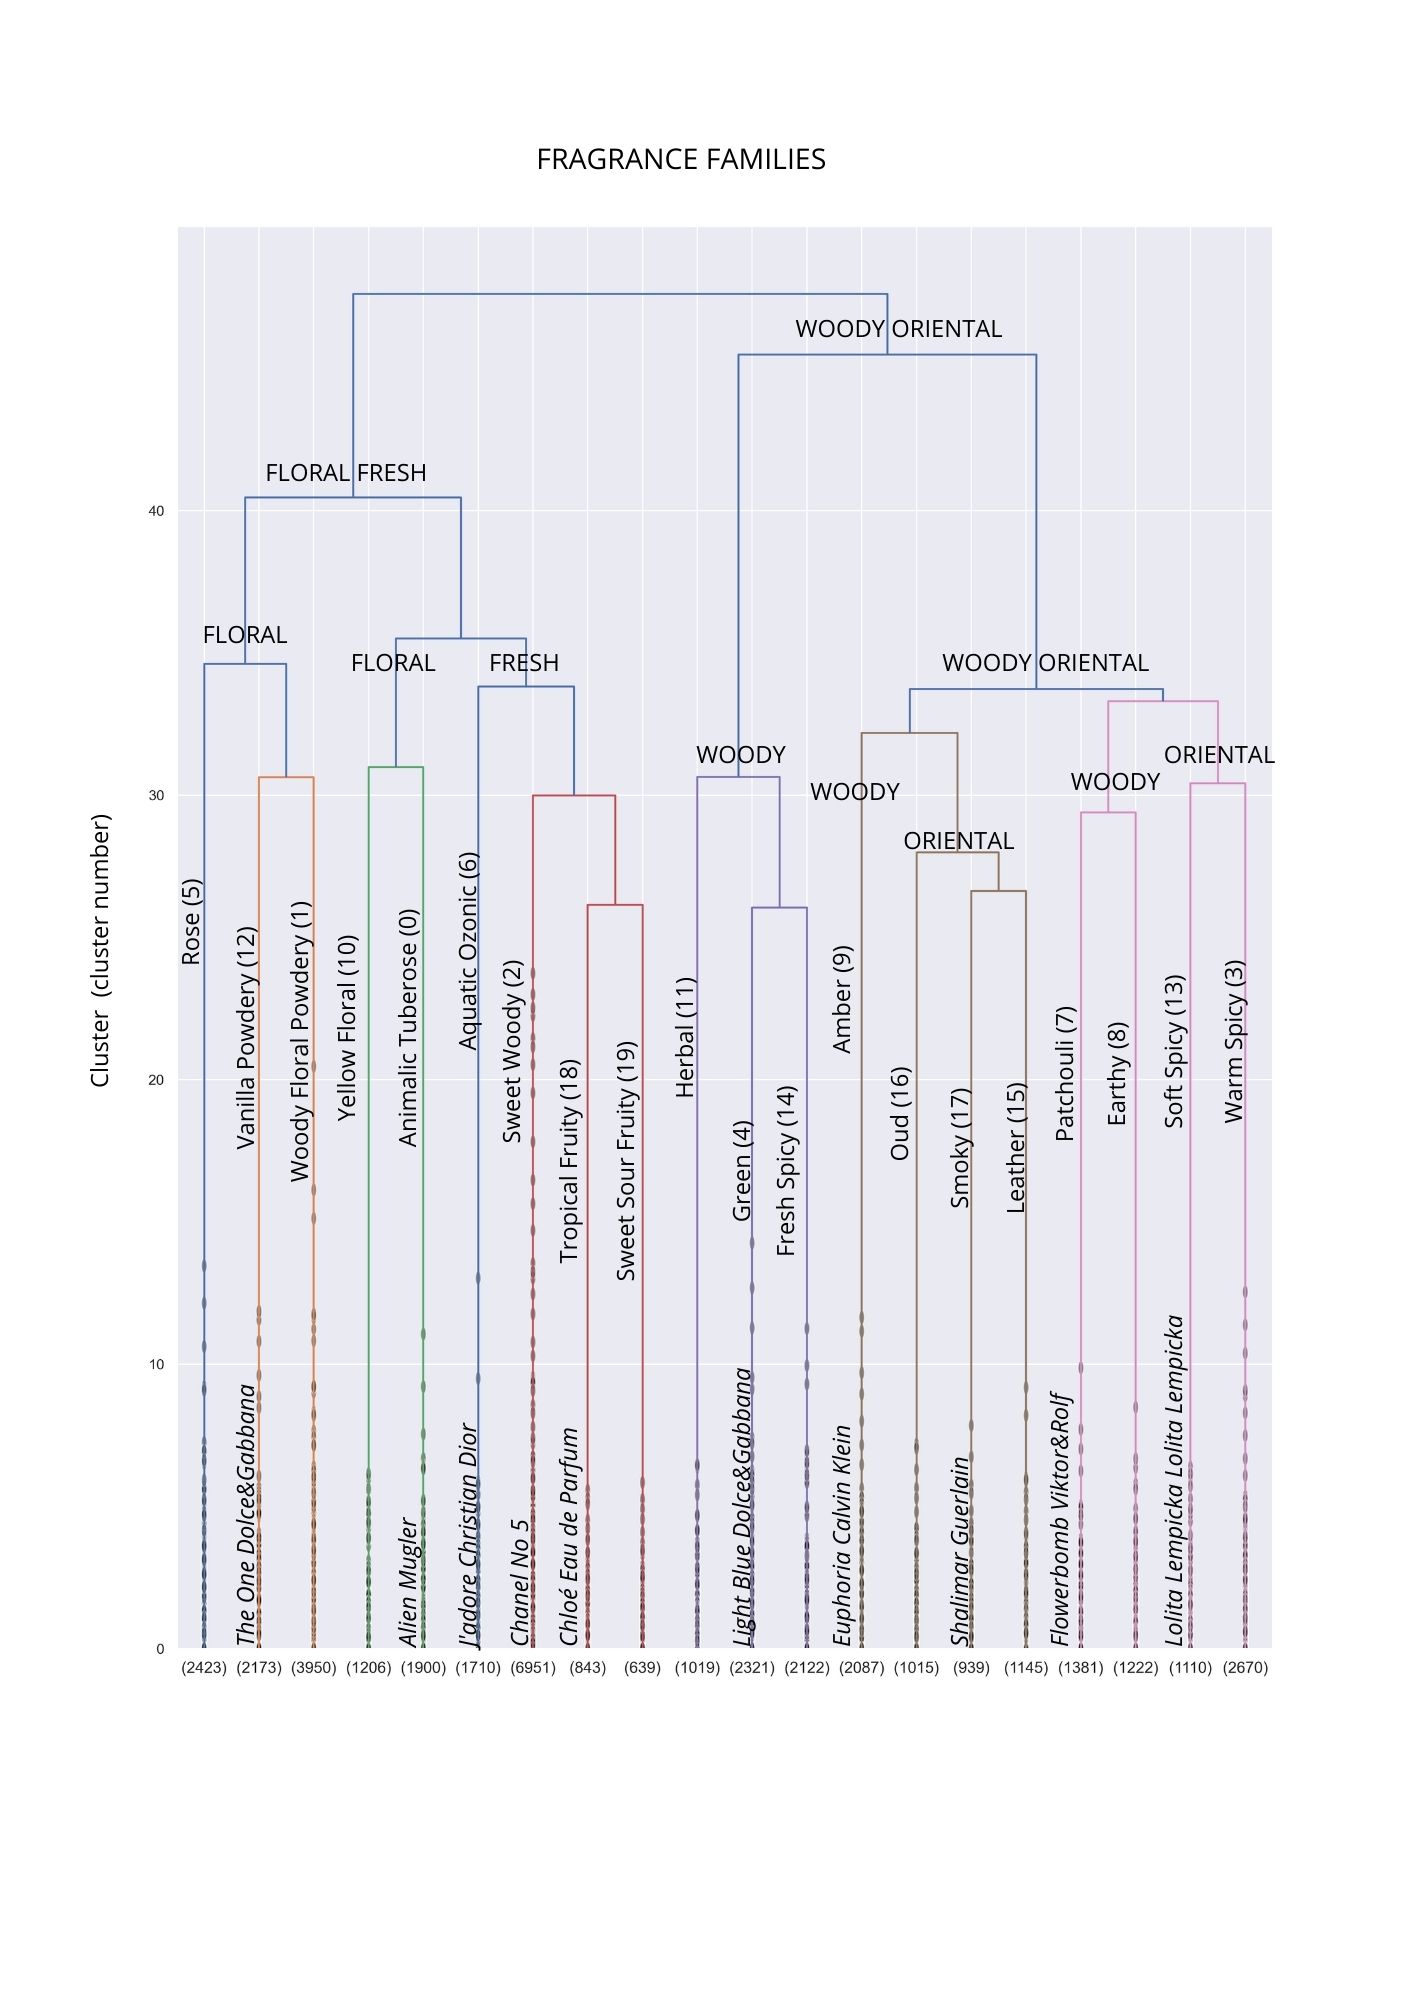 FRAGRANCE FAMILIES
WOODY ORIENTAL
FLORAL FRESH
40
FLORAL
FLORAL
FRESH
WOODY ORIENTAL
WOODY
ORIENTAL
WOODY
WOODY
30
ORIENTAL
Cluster (cluster number)
Rose (5)
Vanilla Powdery (12)
Woody Floral Powdery (1)
Yellow Floral (10)
Animalic Tuberose (0)
Aquatic Ozonic (6)
Sweet Woody (2)
Tropical Fruity (18)
Sweet Sour Fruity (19)
Herbal (11)
Green (4)
Fresh Spicy (14)
Amber (9)
Oud (16)
Smoky (17)
Leather (15)
Patchouli (7)
Earthy (8)
Soft Spicy (13)
Warm Spicy (3)
20
10
The One Dolce&Gabbana
Alien Mugler
J'adore Christian Dior
Chanel No 5
Chloé Eau de Parfum
Light Blue Dolce&Gabbana
Euphoria Calvin Klein
Shalimar Guerlain
Flowerbomb Viktor&Rolf
Lolita Lempicka Lolita Lempicka
0
(2423) (2173) (3950) (1206) (1900) (1710) (6951) (843) (639) (1019) (2321) (2122) (2087) (1015) (939) (1145) (1381) (1222) (1110) (2670)